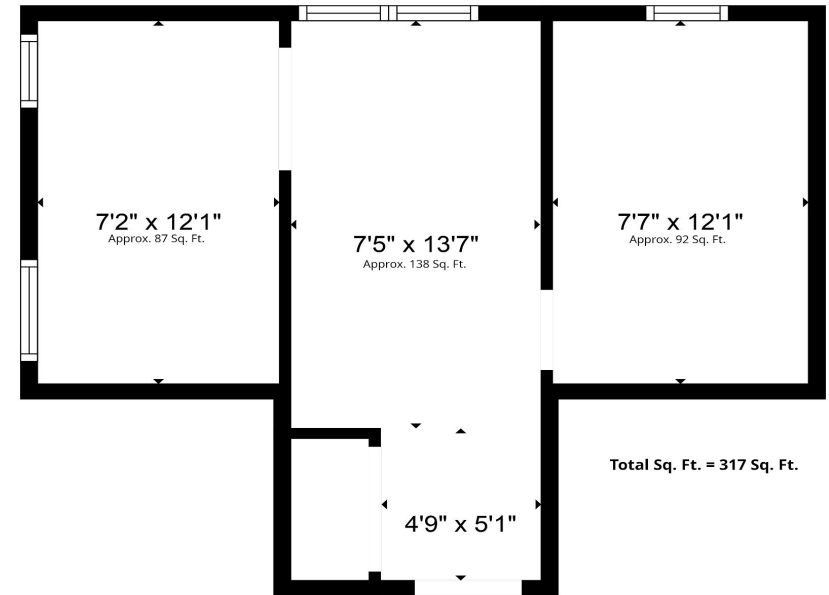 7'2" x 12'1"
Approx. 87 Sq. Ft.
7'5" x 13'7"
Approx. 138 Sq. Ft.
7'7" x 12'1"
Approx. 92 Sq. Ft.
Total Sq. Ft. = 317 Sq. Ft.
4'9" x 5'1"